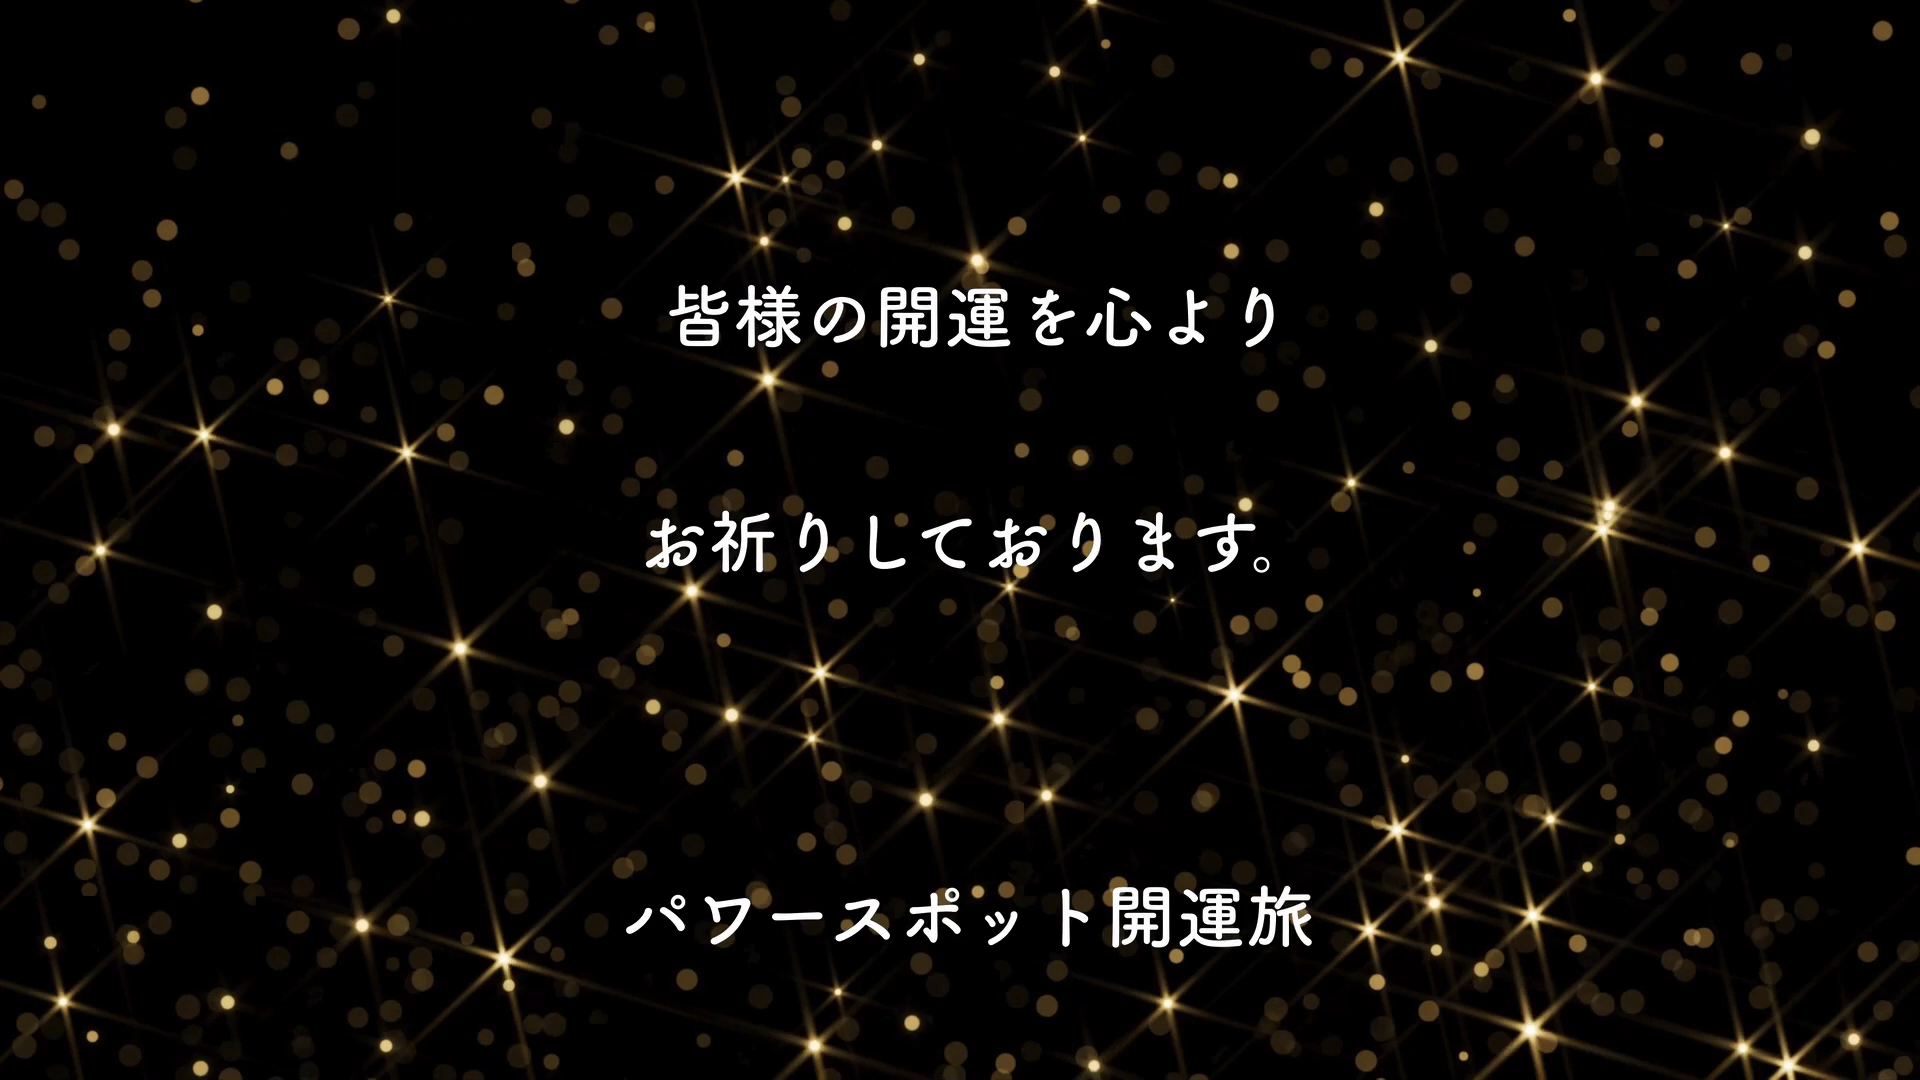 皆様の開運を心より
お祈りしております。
パワースポット開運旅